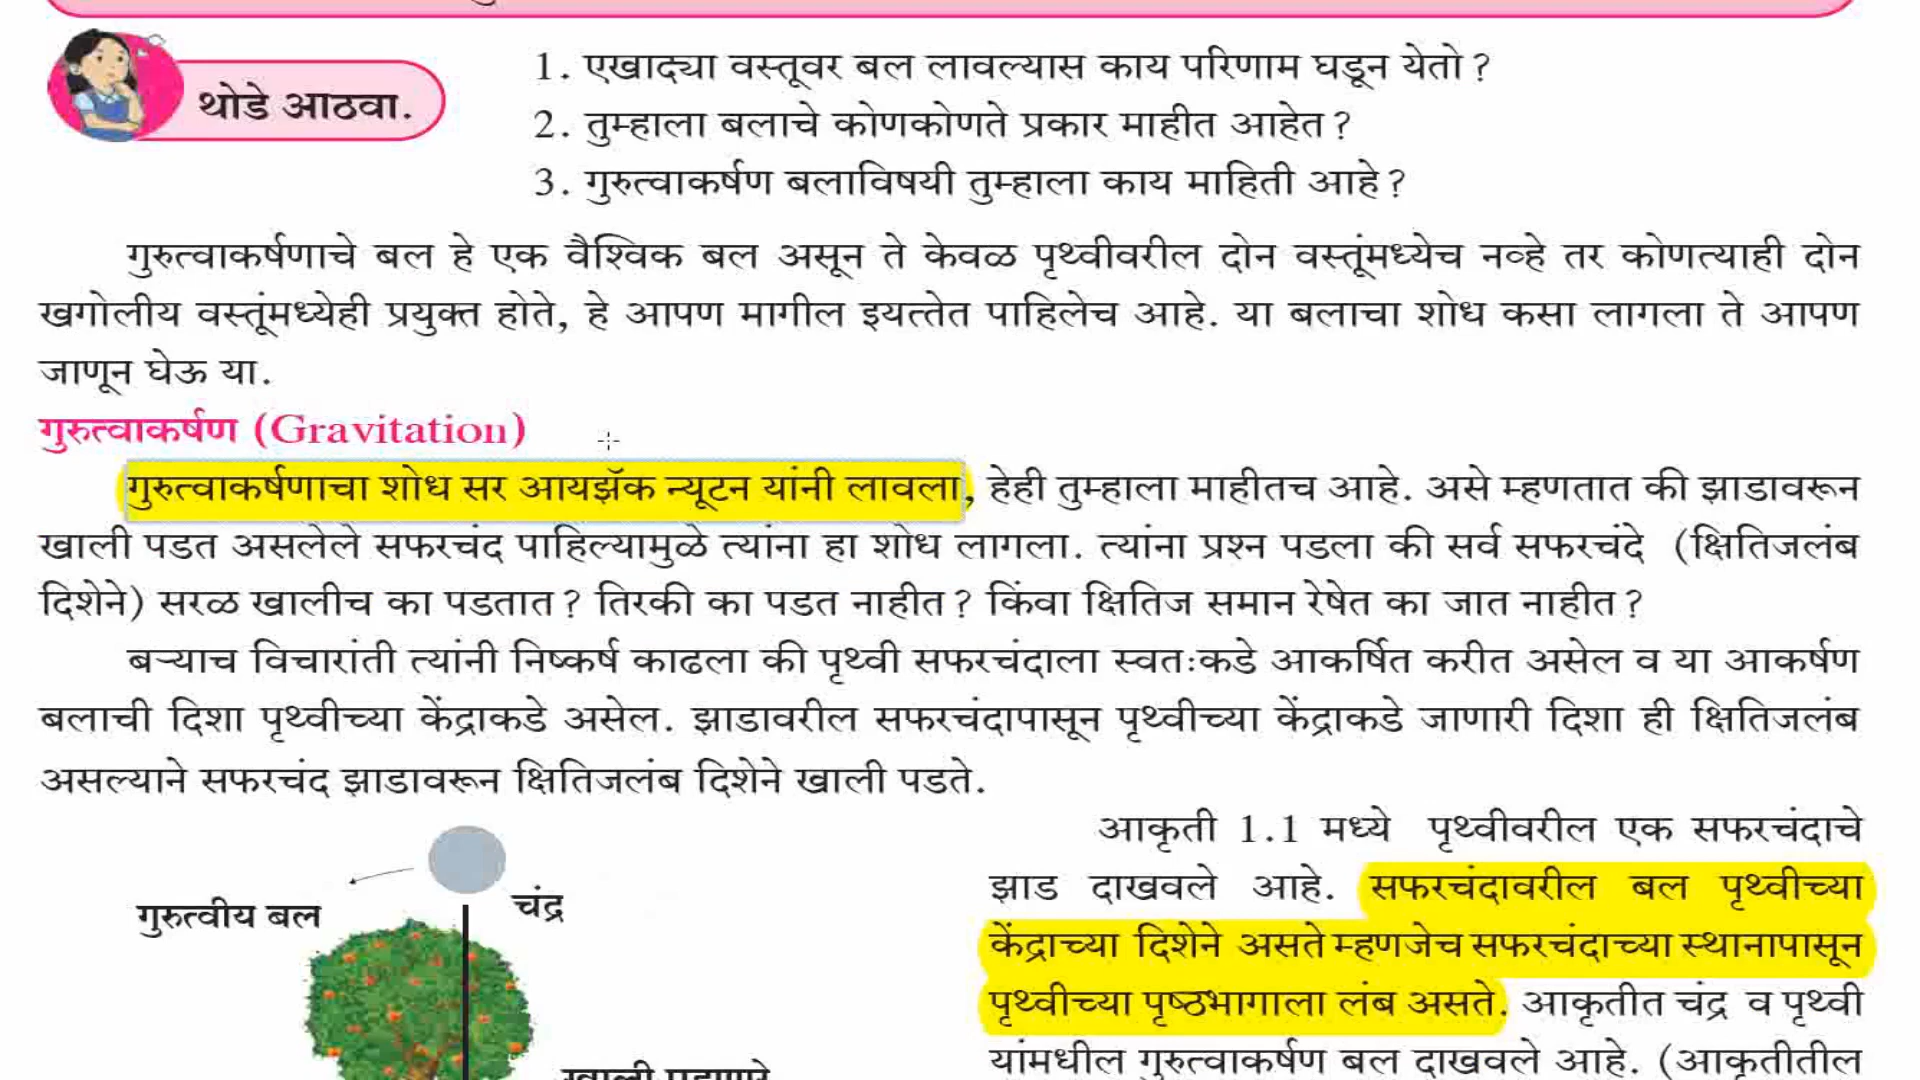 थोडे आठवा.
1. एखाद्या वस्तूवर बल लावल्यास काय परिणाम घडून येतो ?
2. तुम्हाला बलाचे कोणकोणते प्रकार माहीत आहेत ?
3. गुरुत्वाकर्षण बलाविषयी तुम्हाला काय माहिती आहे ?
गुरुत्वाकर्षणाचे बल हे एक वैश्विक बल असून ते केवळ पृथ्वीवरील दोन वस्तूंमध्येच नव्हे तर कोणत्याही दोन
खगोलीय वस्तूंमध्येही प्रयुक्त होते, हे आपण मागील इयत्तेत पाहिलेच आहे. या बलाचा शोध कसा लागला ते आपण
जाणून घेऊ या.
गुरुत्वाकर्षण (Gravitation)
गुरुत्वाकर्षणाचा शोध सर आयझॅक न्यूटन यांनी लावला, हेही तुम्हाला माहीतच आहे. असे म्हणतात की झाडावरून
खाली पडत असलेले सफरचंद पाहिल्यामुळे त्यांना हा शोध लागला. त्यांना प्रश्न पडला की सर्व सफरचंदे (क्षितिजलंब
दिशेने) सरळ खालीच का पडतात ? तिरकी का पडत नाहीत ? किंवा क्षितिज समान रेषेत का जात नाहीत ?
बऱ्याच विचारांती त्यांनी निष्कर्ष काढला की पृथ्वी सफरचंदाला स्वतःकडे आकर्षित करीत असेल व या आकर्षण
बलाची दिशा पृथ्वीच्या केंद्राकडे असेल. झाडावरील सफरचंदापासून पृथ्वीच्या केंद्राकडे जाणारी दिशा ही क्षितिजलंब
असल्याने सफरचंद झाडावरून क्षितिजलंब दिशेने खाली पडते.
गुरुत्वीय बल
चंद्र
आकृती 1.1 मध्ये पृथ्वीवरील एक सफरचंदाचे
झाड दाखवले आहे. सफरचंदावरील बल पृथ्वीच्या
केंद्राच्या दिशेने असते म्हणजेच सफरचंदाच्या स्थानापासून
पृथ्वीच्या पृष्ठभागाला लंब असते. आकृतीत चंद्र व पृथ्वी
यांमधील गुरुत्वाकर्षण बल दाखवले आहे. (आकृतीतील